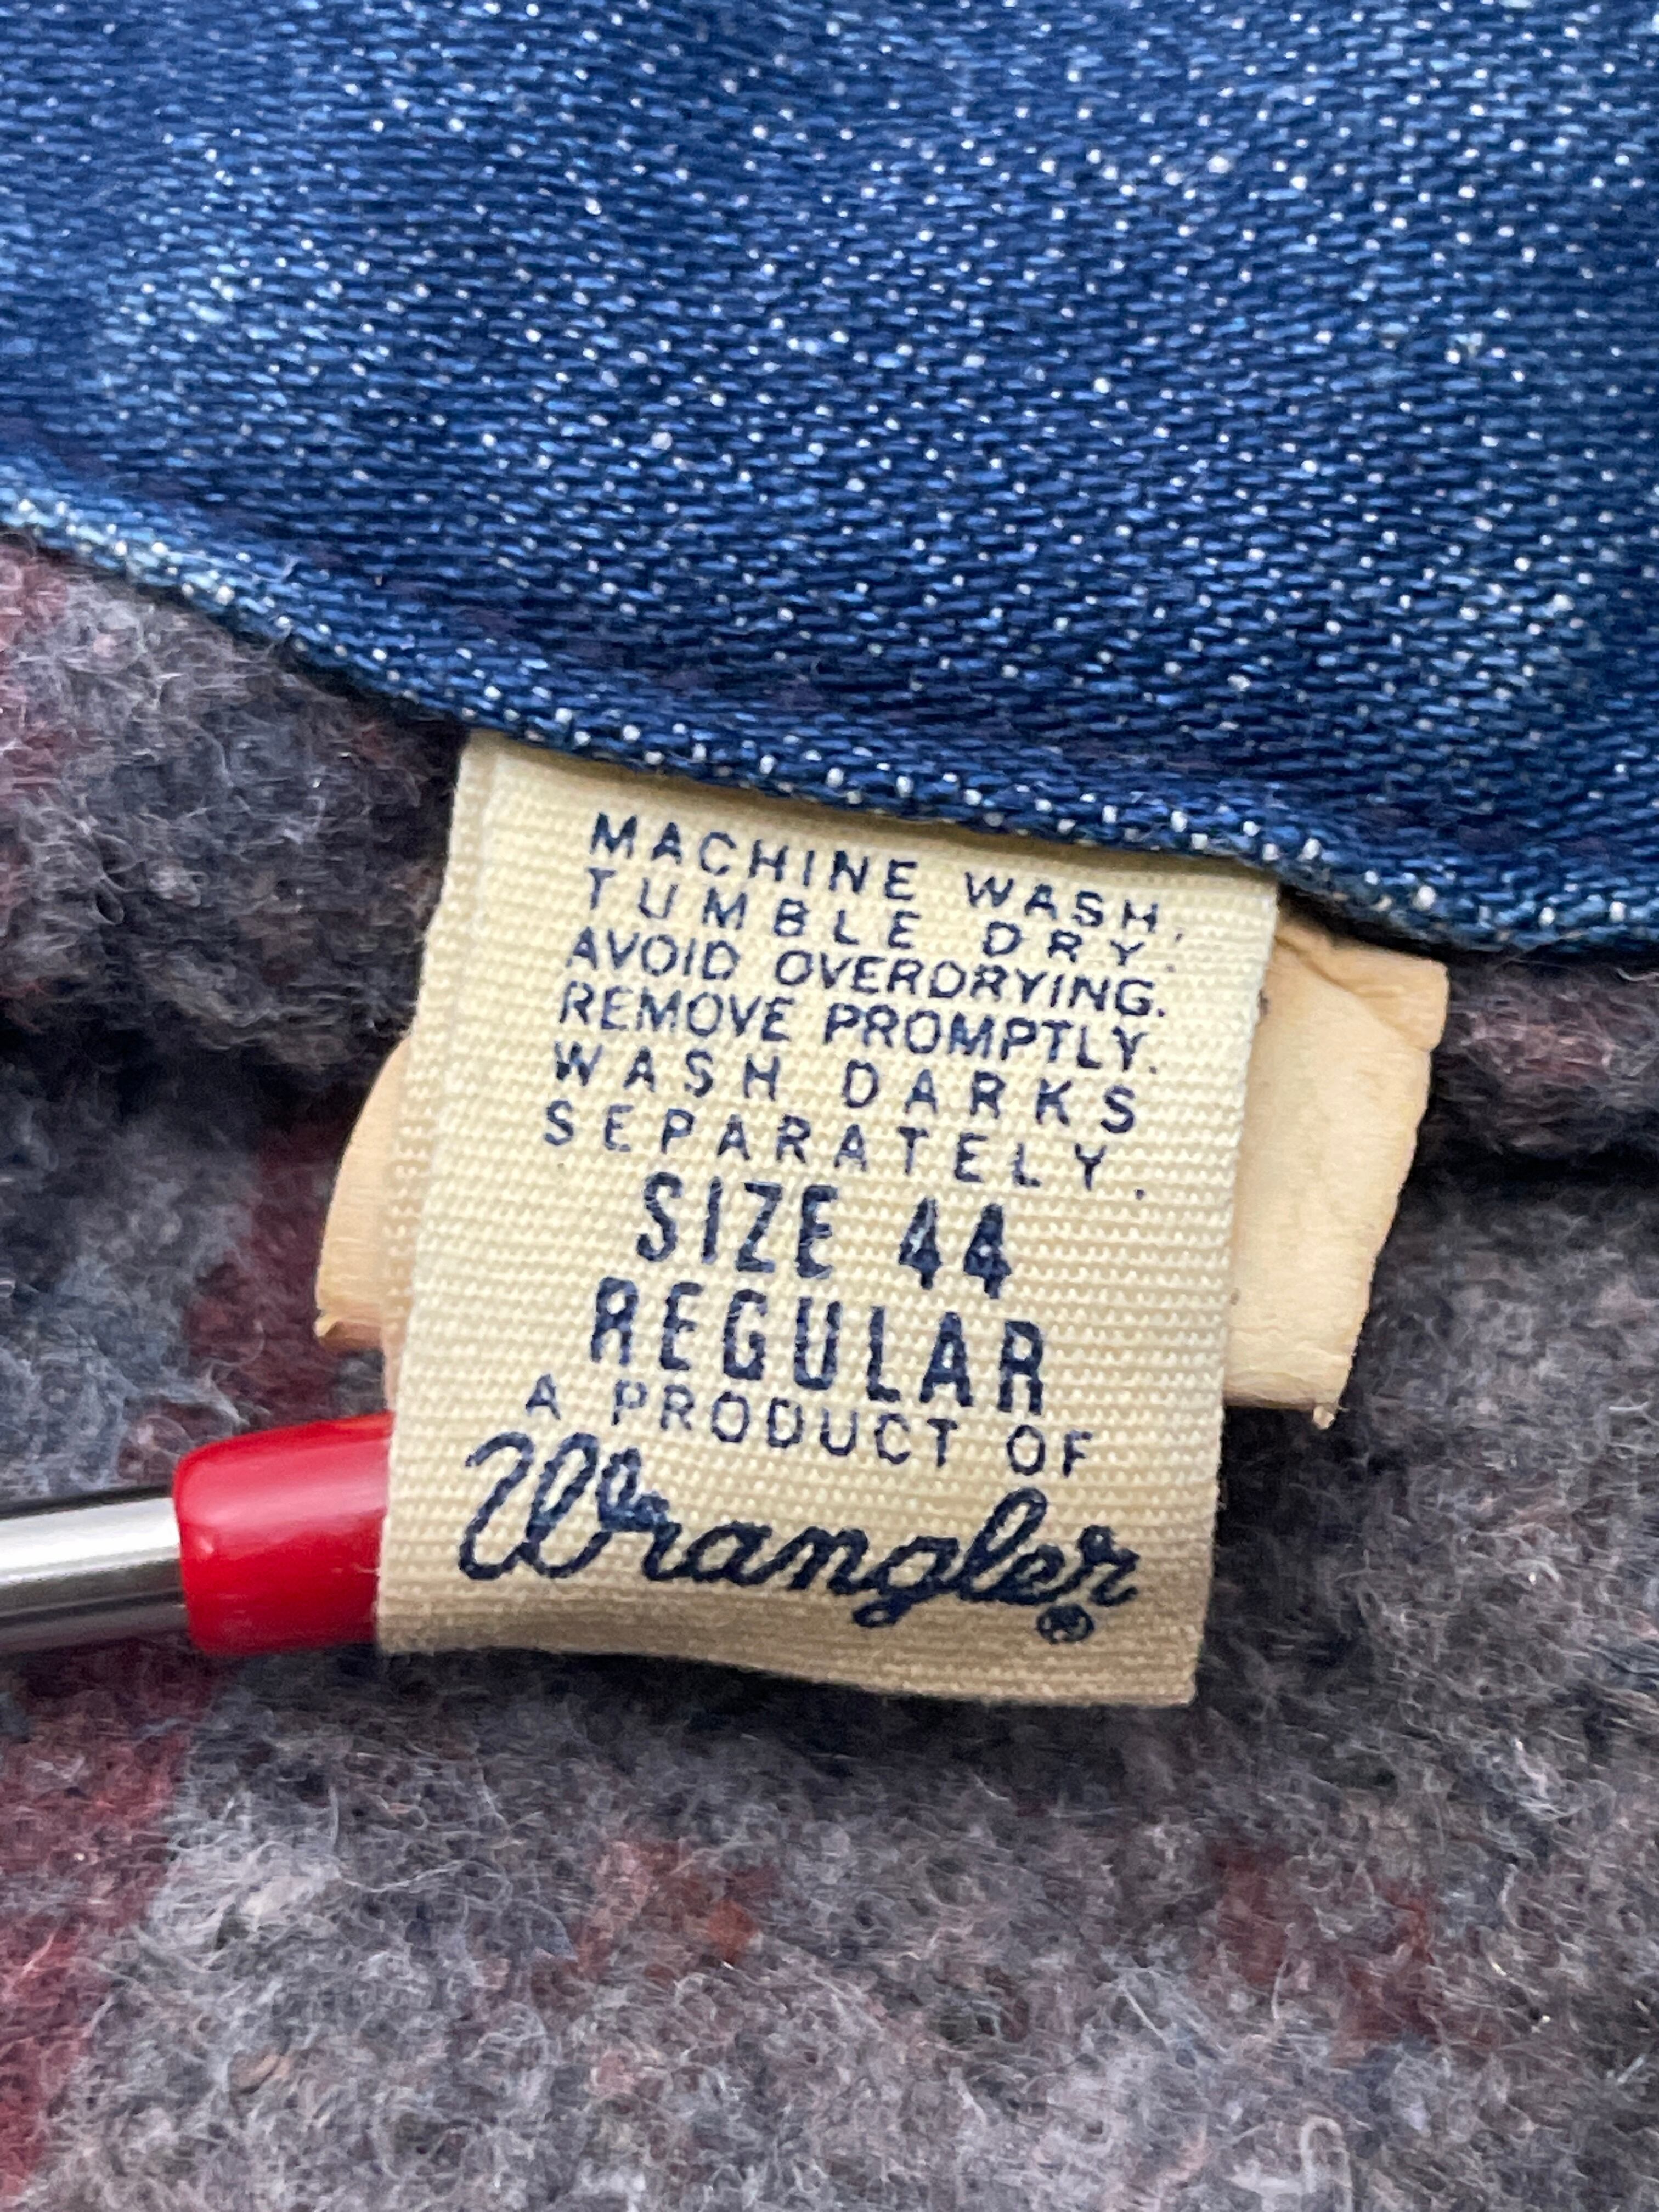 MACHINE WASH,
TUMBLE DRY.
AVOID OVERDRYING.
REMOVE PROMPTLY.
WASH DARKS
SEPARATELY.
SIZE 44
REGULAR
A PRODUCT OF
Wrangler®